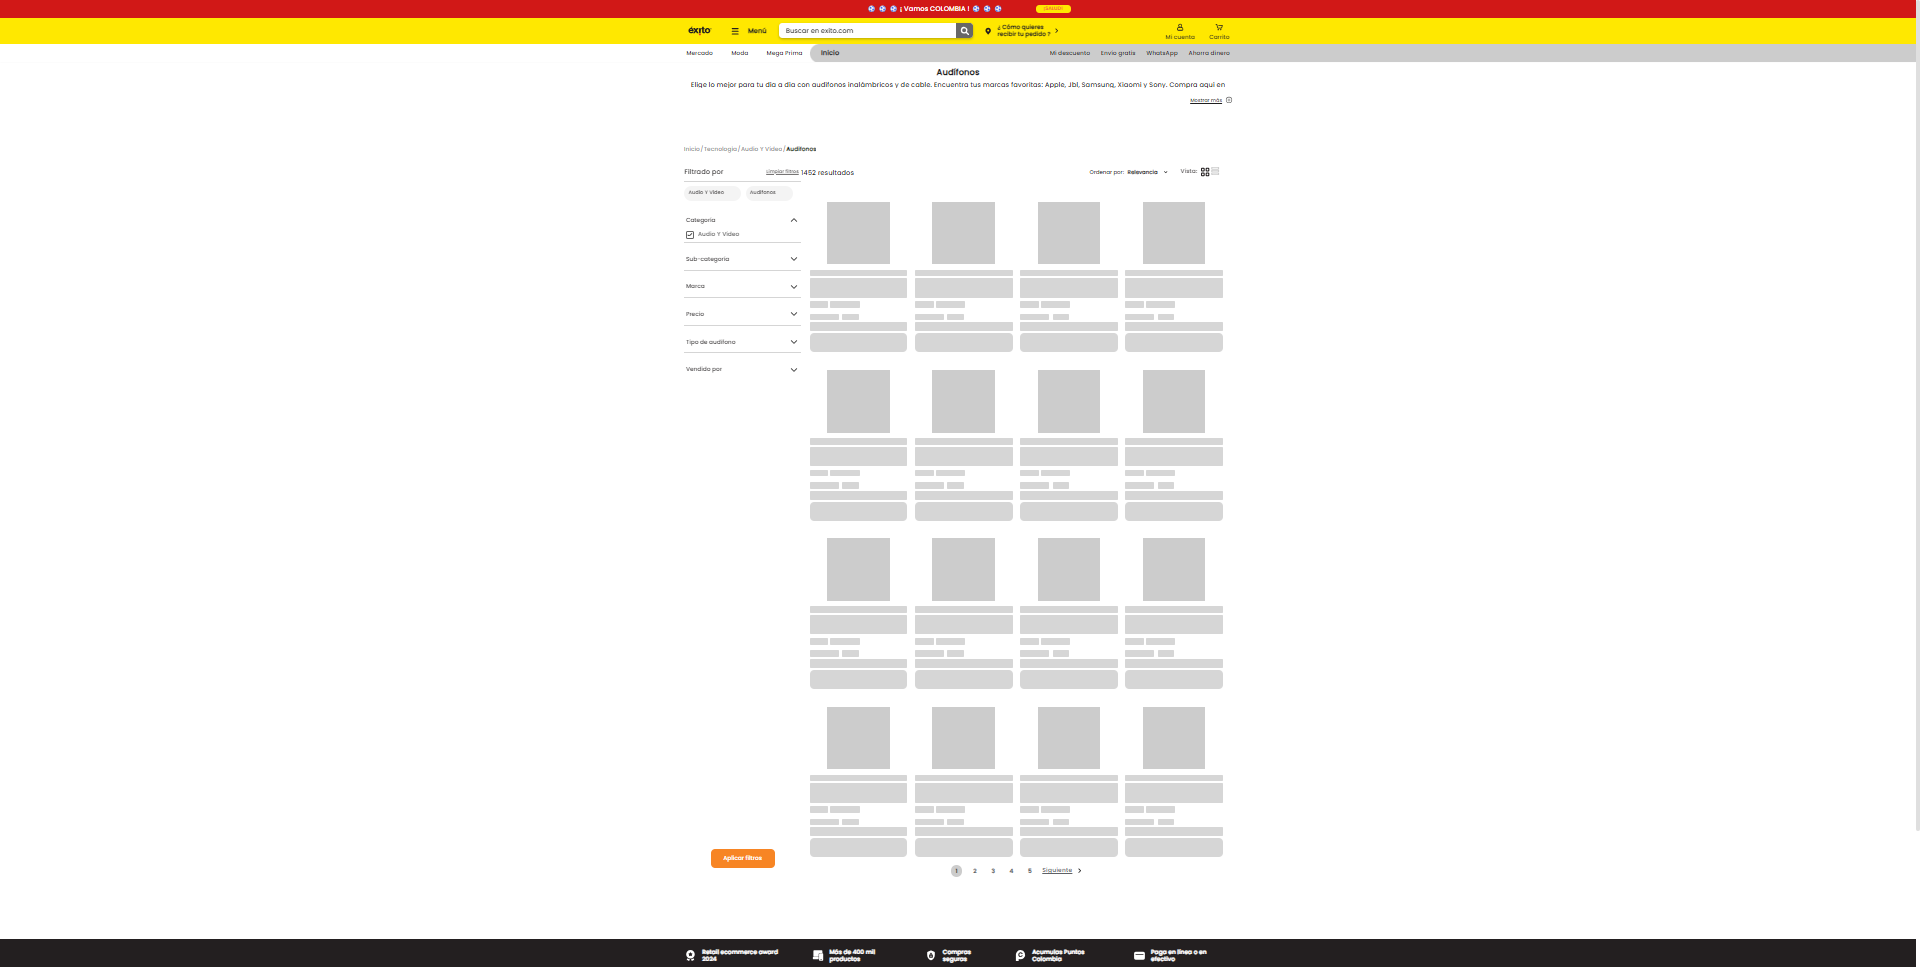 ¡ Vamos COLOMBIA !
éxito
Menú
Buscar en exito.com
¿ Cómo quieres
recibir tu pedido ?
Mi cuenta
Carrito
Mercado
Moda
Mega Prima
Inicio
Mi descuento
Envío gratis
WhatsApp
Ahorra dinero
Audífonos
Elige lo mejor para tu día a día con audífonos inalámbricos y de cable. Encuentra tus marcas favoritas: Apple, Jbl, Samsung, Xiaomi y Sony. Compra aquí en
Mostrar más
Inicio/Tecnología/Audio Y Video/Audífonos
Filtrado por
Limpiar filtros
1452 resultados
Ordenar por: Relevancia
Vista:
Audio Y Video
Audífonos
Categoría
Audio Y Video
Sub-categoría
Marca
Precio
Tipo de audífono
Vendido por
Aplicar filtros
1 2 3 4 5 Siguiente
Retail ecommerce award
2024
Más de 400 mil
productos
Compras
seguras
Acumulas Puntos
Colombia
Paga en línea o en
efectivo